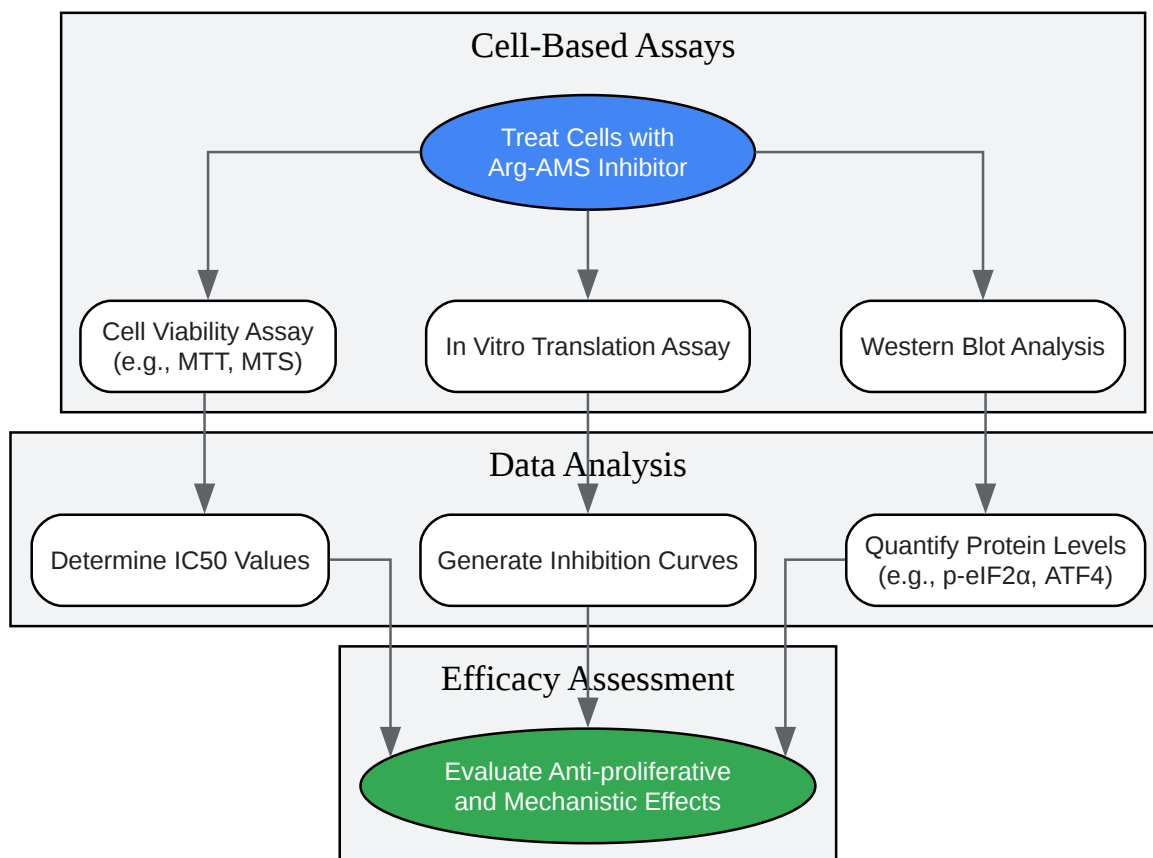 Cell-Based Assays
Treat Cells with
Arg-AMS Inhibitor
Cell Viability Assay
(e.g., MTT, MTS)
In Vitro Translation Assay
Western Blot Analysis
Data Analysis
Determine IC50 Values
Generate Inhibition Curves
Quantify Protein Levels
(e.g., p-eIF2α, ATF4)
Efficacy Assessment
Evaluate Anti-proliferative
and Mechanistic Effects